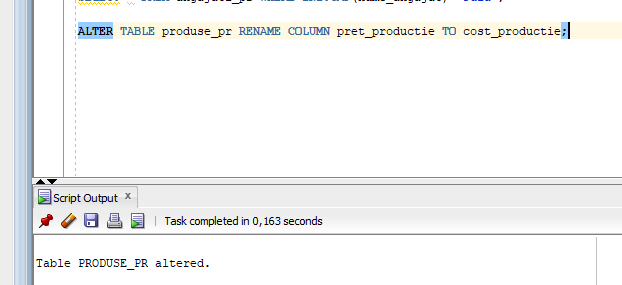 ALTER TABLE produse_pr RENAME COLUMN pret_productie TO cost_productie;
Script Output x
Task completed in 0,163 seconds
Table PRODUSE_PR altered.